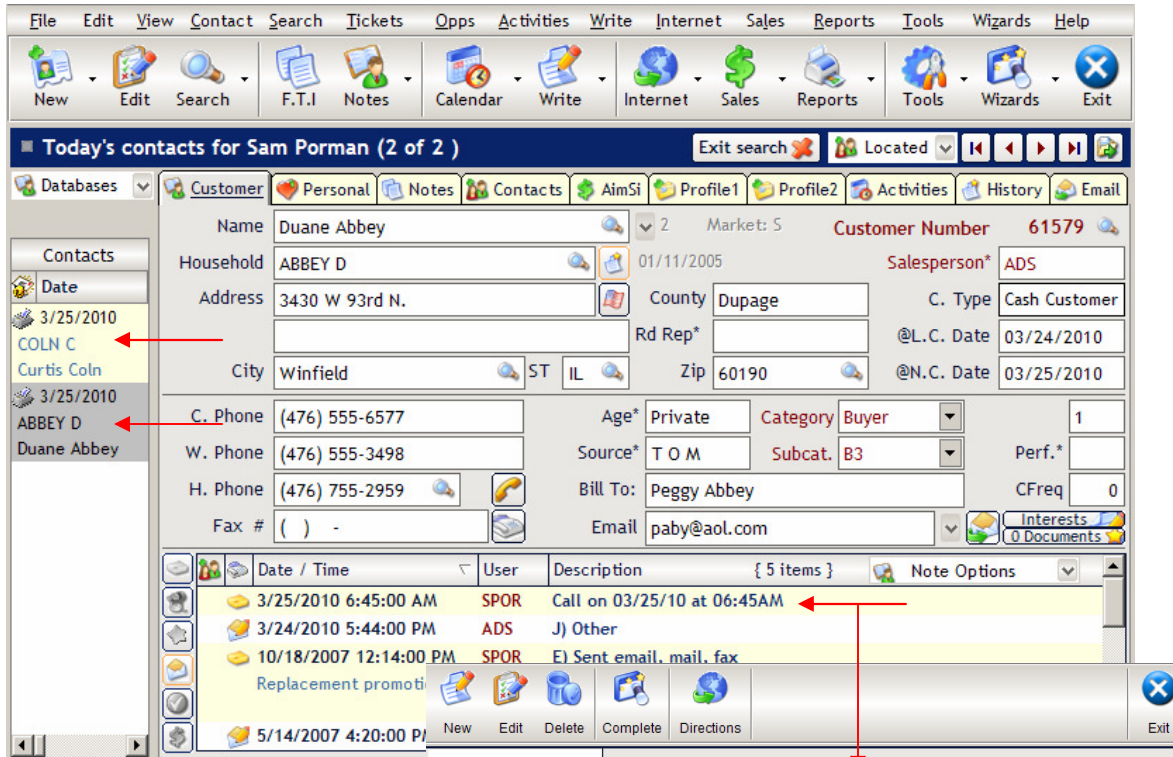 File Edit View Contact Search Tickets Opps Activities Write Internet Sales Reports Tools Wizards Help
New Edit Search F.T.I Notes Calendar Write Internet Sales Reports Tools Wizards Exit
Today's contacts for Sam Porman (2 of 2 ) Exit search Located
Databases Customer Personal Notes Contacts AimSi Profile1 Profile2 Activities History Email
Name Duane Abbey 2 Market: S Customer Number 61579
Contacts Household ABBEY D 01/11/2005 Salesperson* ADS
Date Address 3430 W 93rd N. County Dupage C. Type Cash Customer
3/25/2010 Rd Rep* @L.C. Date 03/24/2010
COLN C
Curtis Coln City Winfield ST IL Zip 60190 @N.C. Date 03/25/2010
3/25/2010
ABBEY D C. Phone (476) 555-6577 Age* Private Category Buyer 1
Duane Abbey W. Phone (476) 555-3498 Source* T O M Subcat. B3 Perf.*
H. Phone (476) 755-2959 Bill To: Peggy Abbey CFreq 0
Fax # ( ) - Email paby@aol.com Interests
0 Documents
Date / Time User Description { 5 items } Note Options
3/25/2010 6:45:00 AM SPOR Call on 03/25/10 at 06:45AM
3/24/2010 5:44:00 PM ADS J) Other
10/18/2007 12:14:00 PM SPOR E) Sent email, mail, fax
Replacement promoti
5/14/2007 4:20:00 P
New Edit Delete Complete Directions Exit